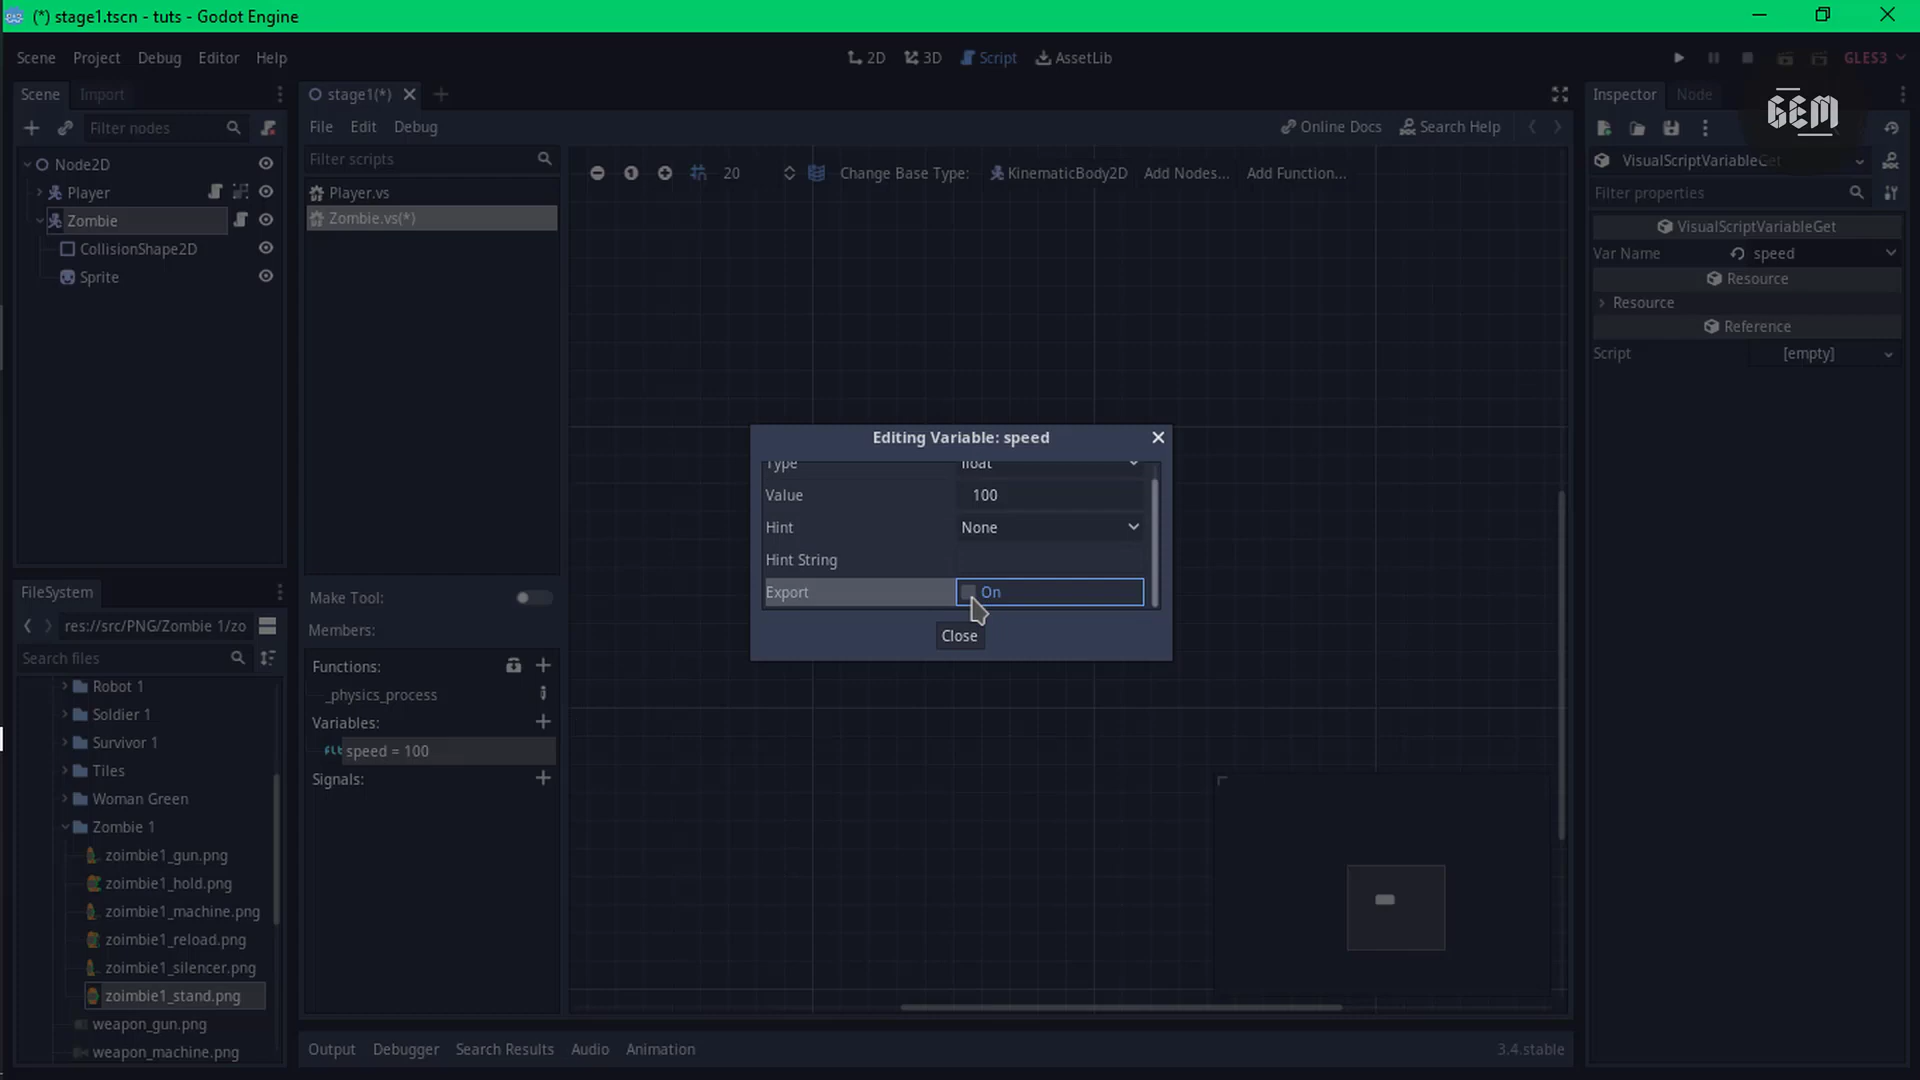 (*) stage1.tscn - tuts - Godot Engine
Scene Project Debug Editor Help
2D 3D Script AssetLib
GLES3
Scene Import
stage1(*)
Inspector Node
GEM
Filter nodes
File Edit Debug
Online Docs Search Help
Node2D
Player
Zombie
CollisionShape2D
Sprite
Filter scripts
Player.vs
Zombie.vs(*)
20 Change Base Type: KinematicBody2D Add Nodes... Add Function...
VisualScriptVariableGet
Filter properties
VisualScriptVariableGet
Var Name speed
Resource
Resource
Reference
Script [empty]
Editing Variable: speed
Type float
Value 100
Hint None
Hint String
Export On
Close
FileSystem
res://src/PNG/Zombie 1/zo
Search files
Robot 1
Soldier 1
Survivor 1
Tiles
Woman Green
Zombie 1
zoimbie1_gun.png
zoimbie1_hold.png
zoimbie1_machine.png
zoimbie1_reload.png
zoimbie1_silencer.png
zoimbie1_stand.png
weapon_gun.png
weapon_machine.png
Make Tool:
Members:
Functions:
_physics_process
Variables:
flt speed = 100
Signals:
Output Debugger Search Results Audio Animation
3.4.stable